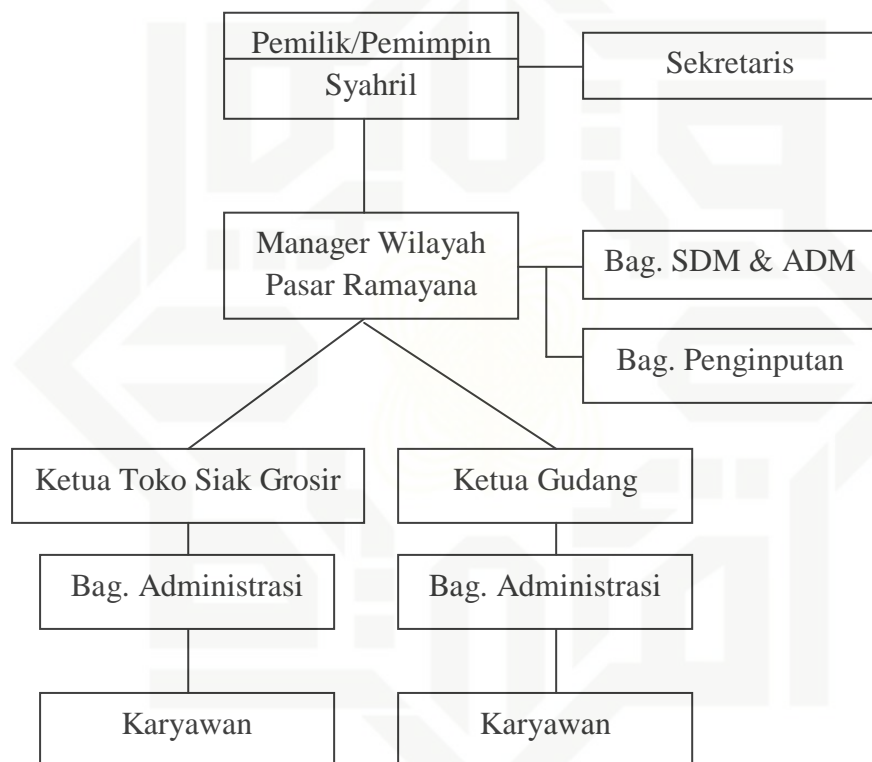 Pemilik/Pemimpin
Syahril
Sekretaris
Manager Wilayah
Pasar Ramayana
Bag. SDM & ADM
Bag. Penginputan
Ketua Toko Siak Grosir
Ketua Gudang
Bag. Administrasi
Bag. Administrasi
Karyawan
Karyawan